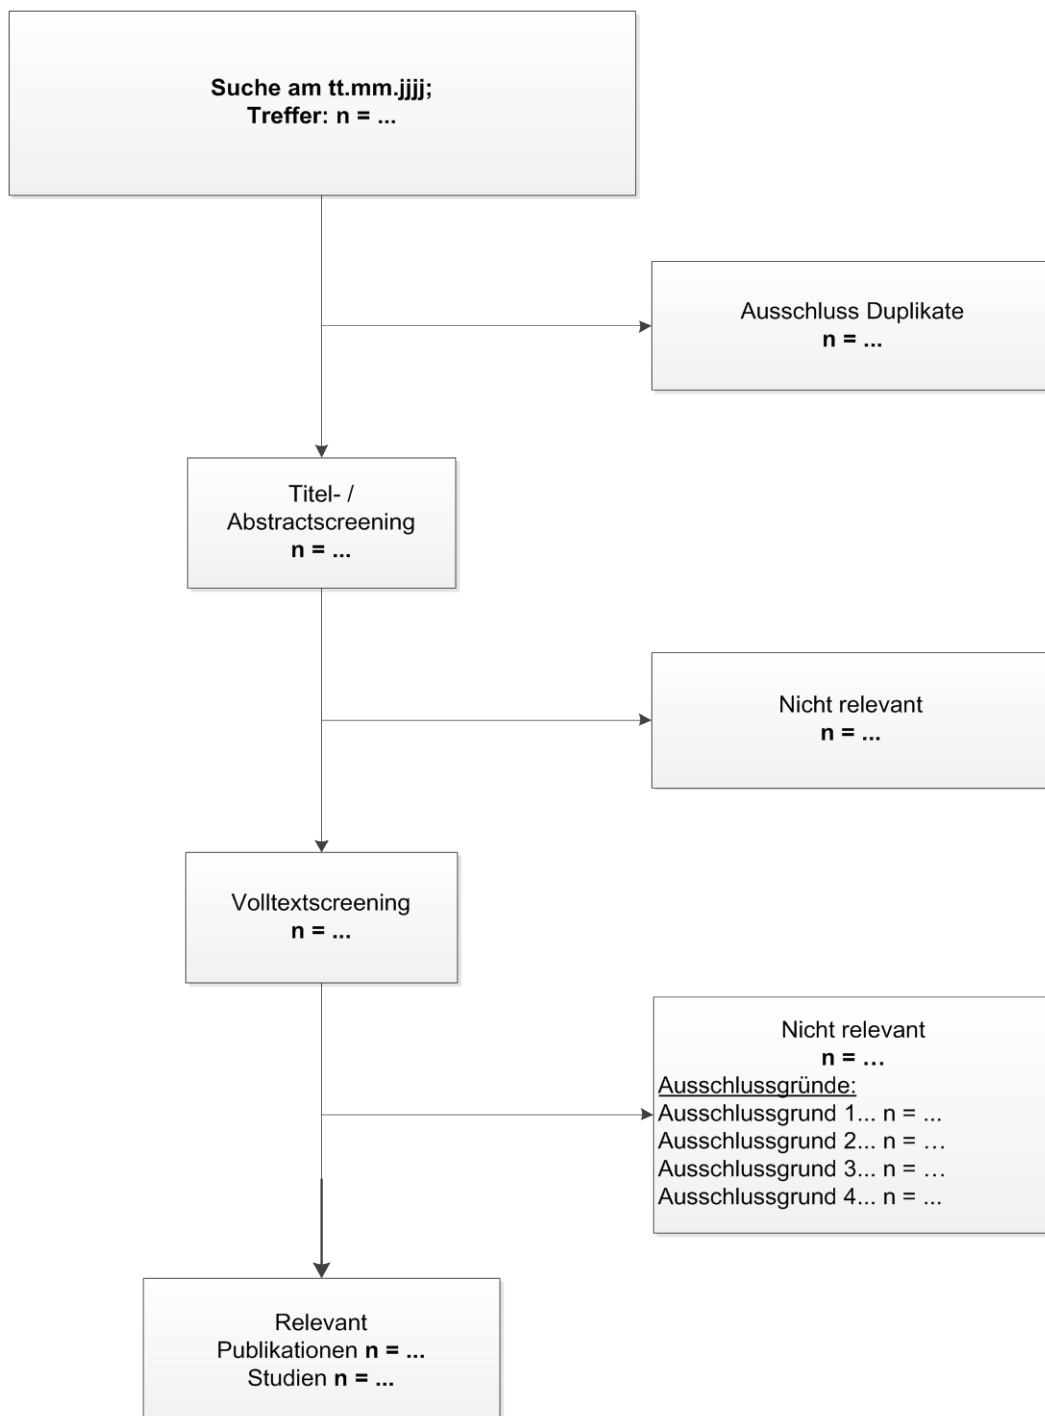 Suche am tt.mm.jjjj;
Treffer: n = ...
Ausschluss Duplikate
n = ...
Titel- /
Abstractscreening
n = ...
Nicht relevant
n = ...
Volltextscreening
n = ...
Nicht relevant
n = ...
Ausschlussgründe:
Ausschlussgrund 1... n = ...
Ausschlussgrund 2... n = ...
Ausschlussgrund 3... n = ...
Ausschlussgrund 4... n = ...
Relevant
Publikationen n = ...
Studien n = ...